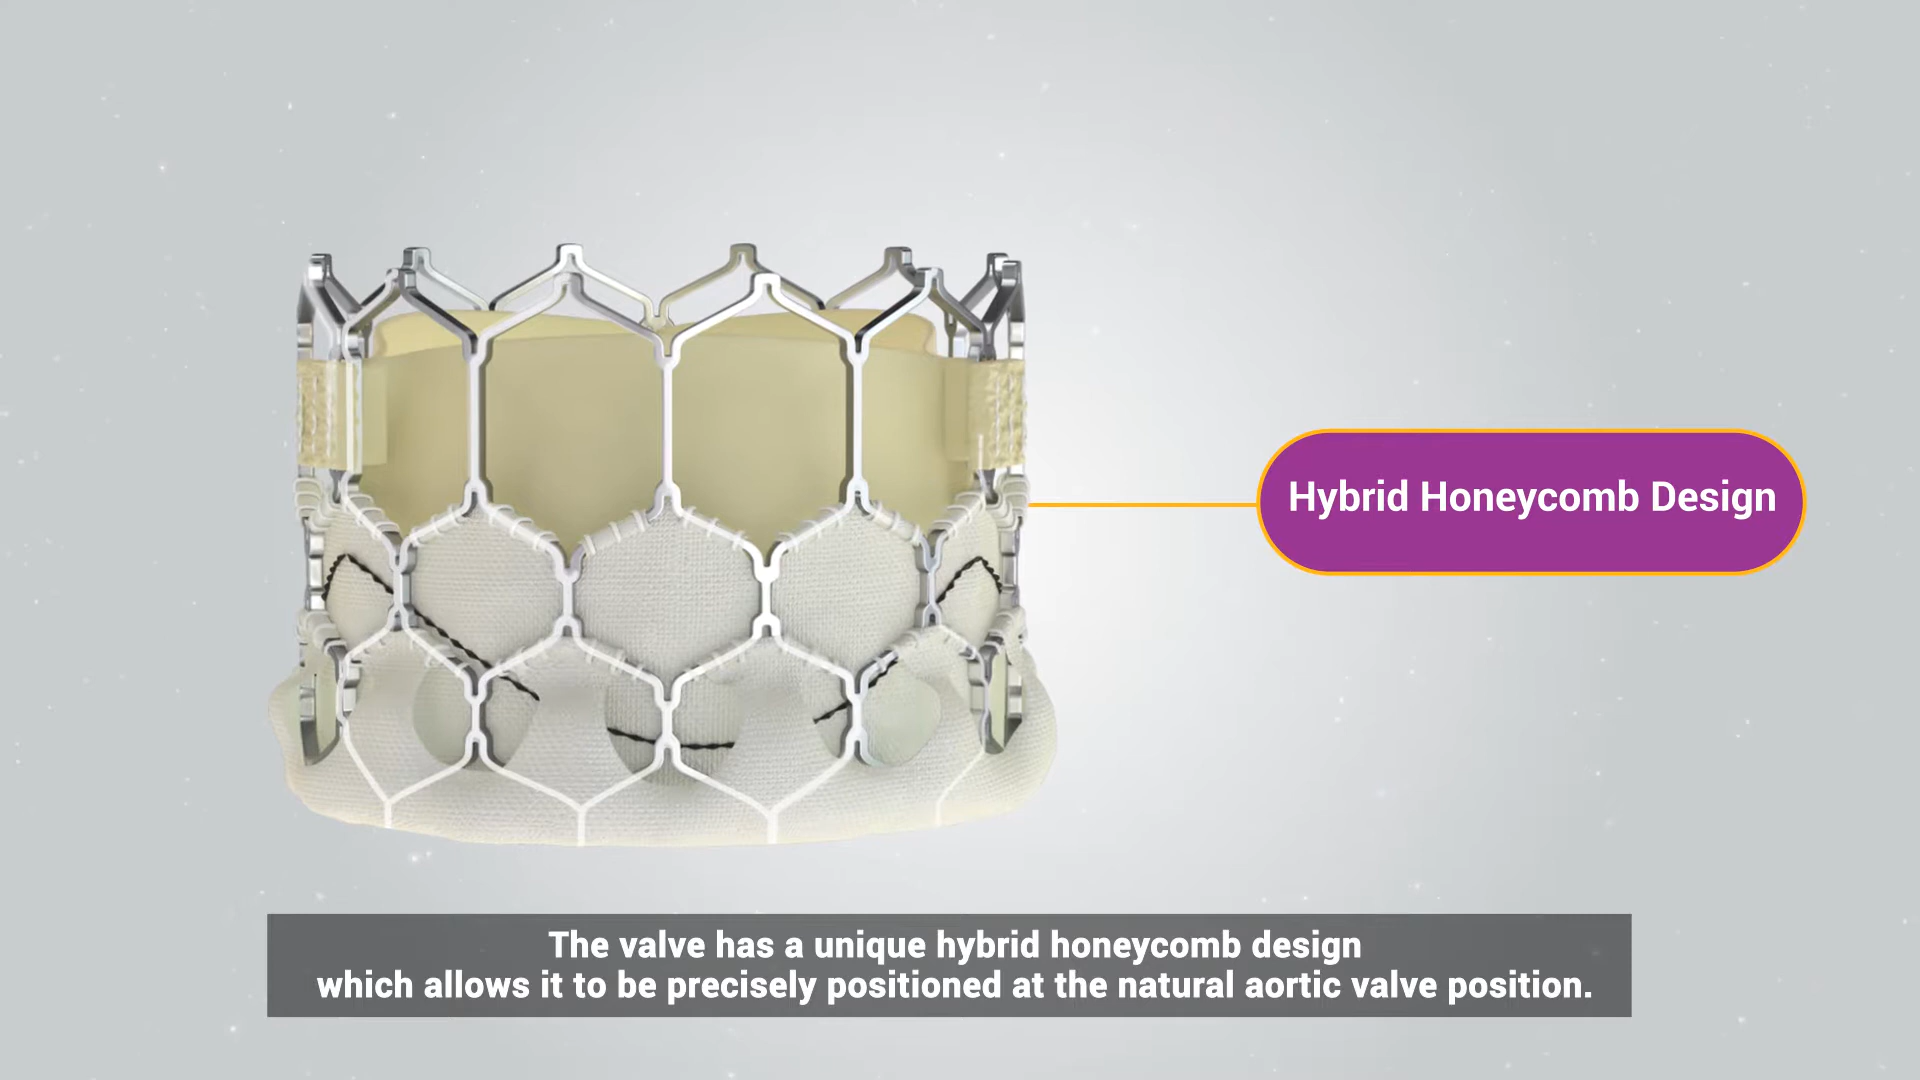 Hybrid Honeycomb Design
The valve has a unique hybrid honeycomb design
which allows it to be precisely positioned at the natural aortic valve position.